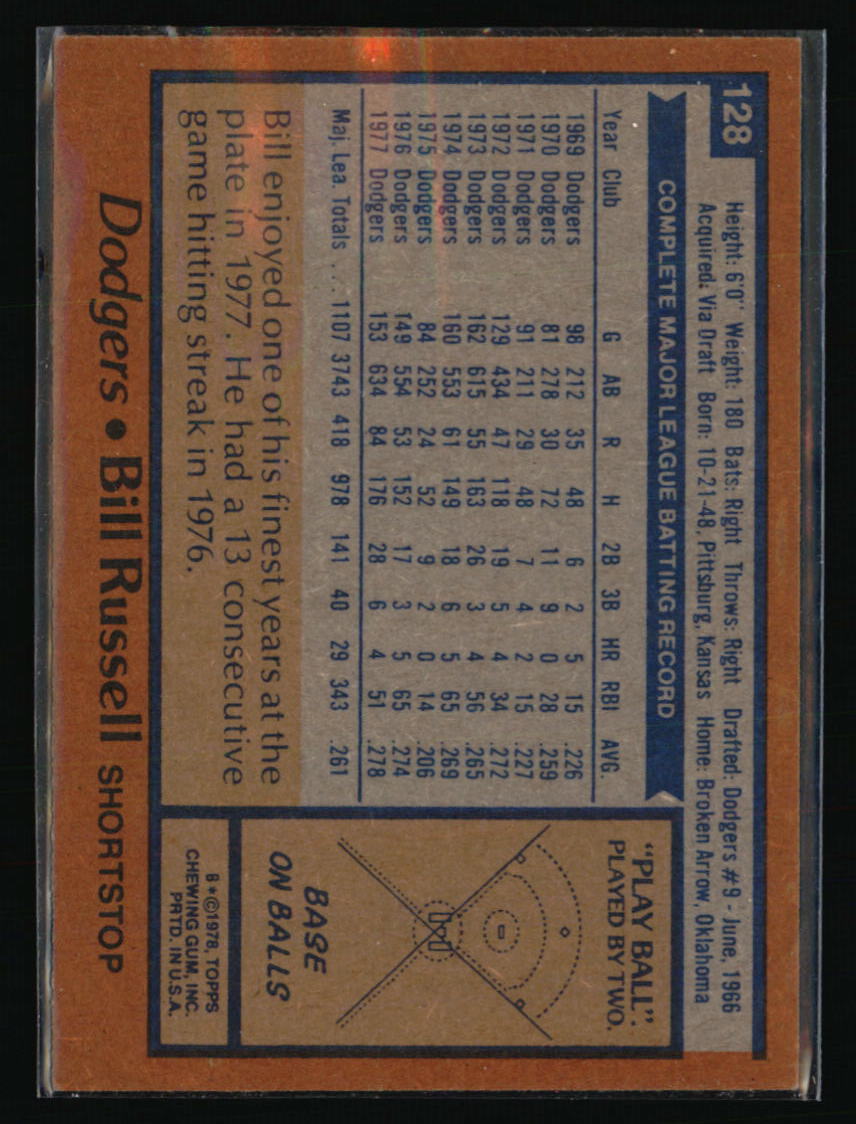 128
Height: 6'0" Weight: 180 Bats: Right Throws: Right Drafted: Dodgers #9 - June, 1966
Acquired: Via Draft Born: 10-21-48, Pittsburg, Kansas Home: Broken Arrow, Oklahoma
COMPLETE MAJOR LEAGUE BATTING RECORD
Year Club G AB R H 2B 3B HR RBI AVG.
1969 Dodgers 98 212 35 48 6 2 5 15 .226
1970 Dodgers 81 278 30 72 11 9 0 28 .259
1971 Dodgers 91 211 29 48 7 4 2 15 .227
1972 Dodgers 129 434 47 118 19 5 4 34 .272
1973 Dodgers 162 615 55 163 26 3 4 56 .265
1974 Dodgers 160 553 61 149 18 6 5 65 .269
1975 Dodgers 84 252 24 52 9 2 0 14 .206
1976 Dodgers 149 554 53 152 17 3 5 65 .274
1977 Dodgers 153 634 84 176 28 6 4 51 .278
Maj. Lea. Totals . . . 1107 3743 418 978 141 40 29 343 .261
Bill enjoyed one of his finest years at the
plate in 1977. He had a 13 consecutive
game hitting streak in 1976.
"PLAY BALL":
PLAYED BY TWO.
BASE
ON BALLS
B*©1978, TOPPS
CHEWING GUM, INC.
PRTD. IN U.S.A.
Dodgers • Bill Russell SHORTSTOP